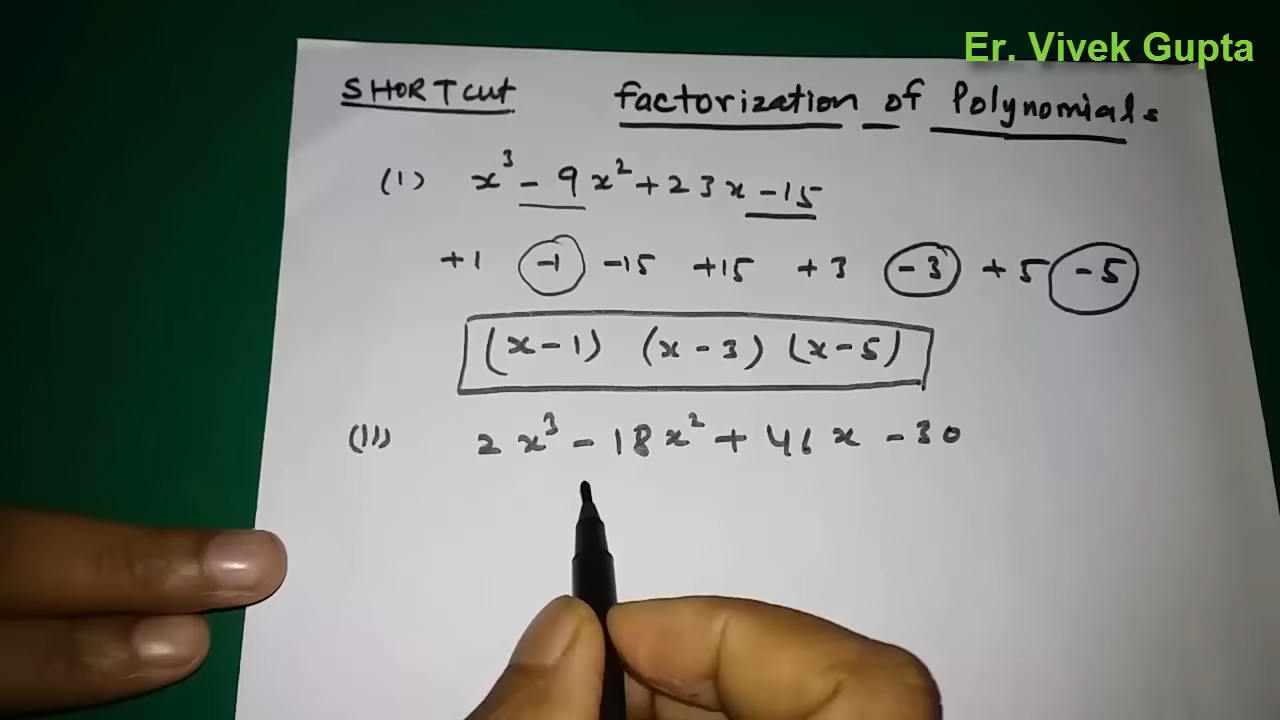 Er. Vivek Gupta
SHORTcut factorization of Polynomials
(1) x³ - 9x² + 23x - 15
+1 -1 -15 +15 +3 -3 +5 -5
(x-1) (x-3) (x-5)
(11) 2x³ - 18x² + 46x - 30